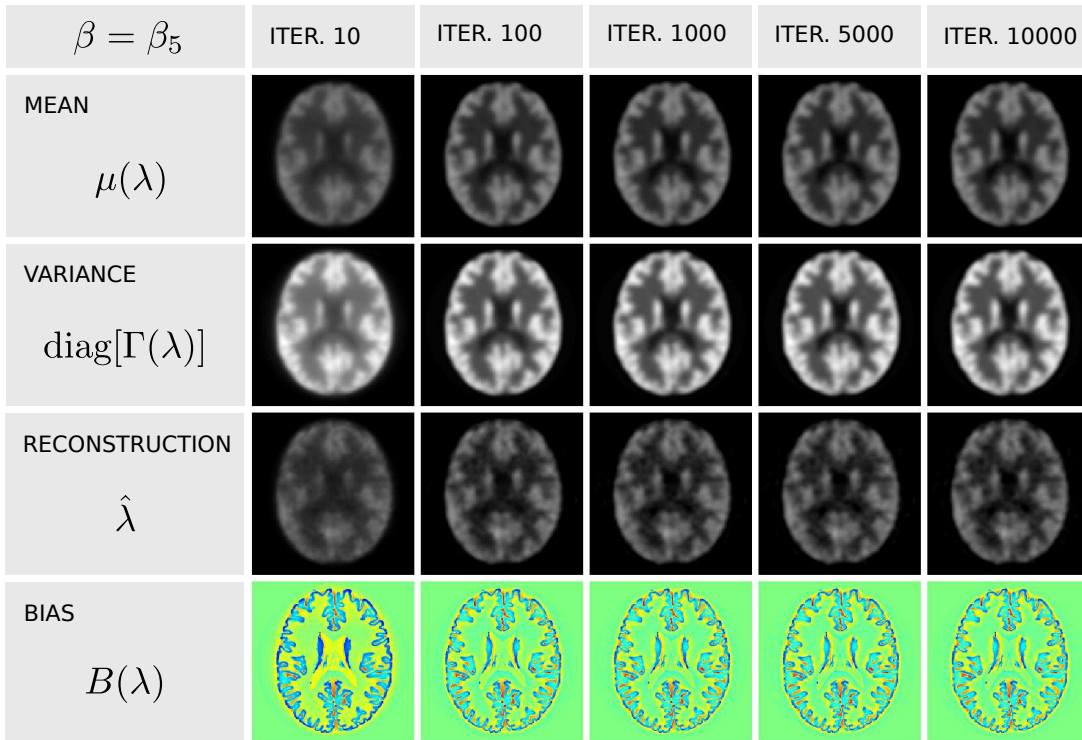 β = β₅ ITER. 10 ITER. 100 ITER. 1000 ITER. 5000 ITER. 10000
MEAN
μ(λ)
VARIANCE
diag[Γ(λ)]
RECONSTRUCTION
λ̂
BIAS
B(λ)